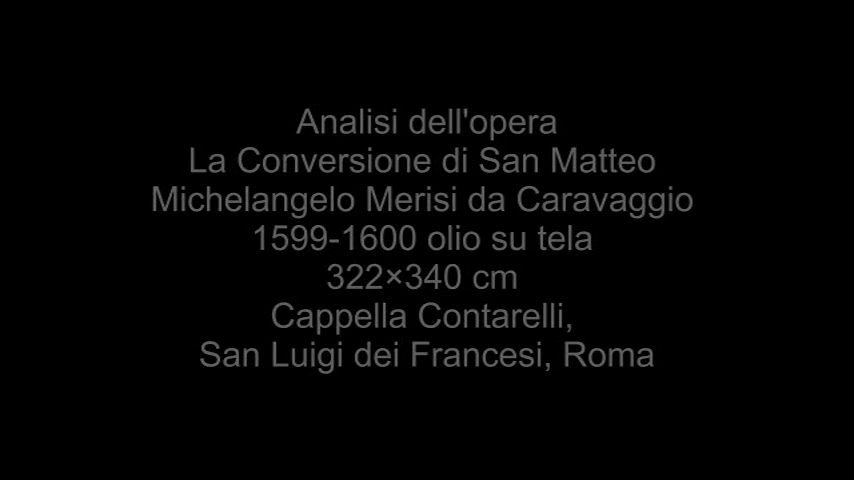 Analisi dell'opera
La Conversione di San Matteo
Michelangelo Merisi da Caravaggio
1599-1600 olio su tela
322×340 cm
Cappella Contarelli,
San Luigi dei Francesi, Roma